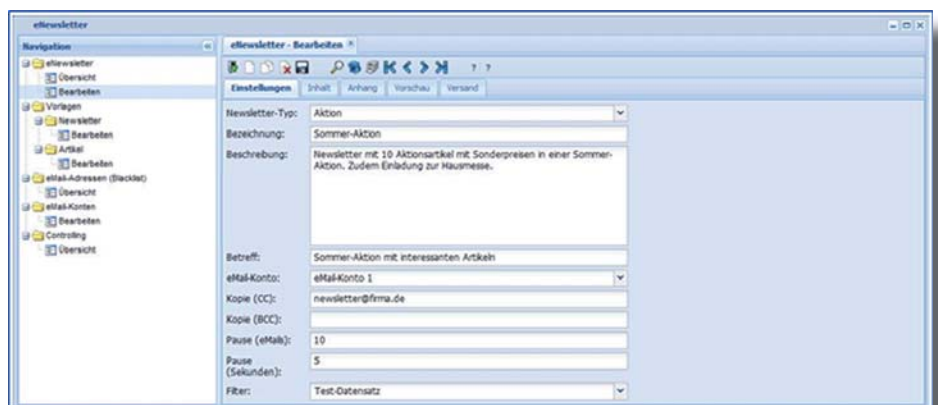 eNewsletter
Navigation
eNewsletter
Übersicht
Bearbeiten
Vorlagen
Newsletter
Bearbeiten
Artikel
Bearbeiten
eMail-Adressen (Blacklist)
Übersicht
eMail-Konten
Bearbeiten
Controlling
Übersicht
eNewsletter - Bearbeiten
? ?
Einstellungen Inhalt Anhang Vorschau Versand
Newsletter-Typ: Aktion
Bezeichnung: Sommer-Aktion
Beschreibung: Newsletter mit 10 Aktionsartikel mit Sonderpreisen in einer Sommer-
Aktion. Zudem Einladung zur Hausmesse.
Betreff: Sommer-Aktion mit interessanten Artikeln
eMail-Konto: eMail-Konto 1
Kopie (CC): newsletter@firma.de
Kopie (BCC):
Pause (eMails): 10
Pause 5
(Sekunden):
Filter: Test-Datensatz